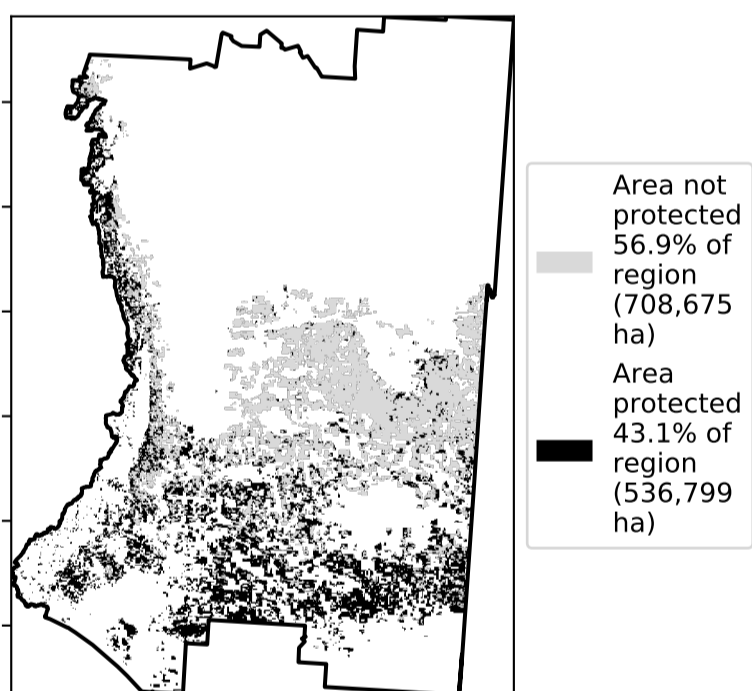 Area not
protected
56.9% of
region
(708,675
ha)
Area
protected
43.1% of
region
(536,799
ha)